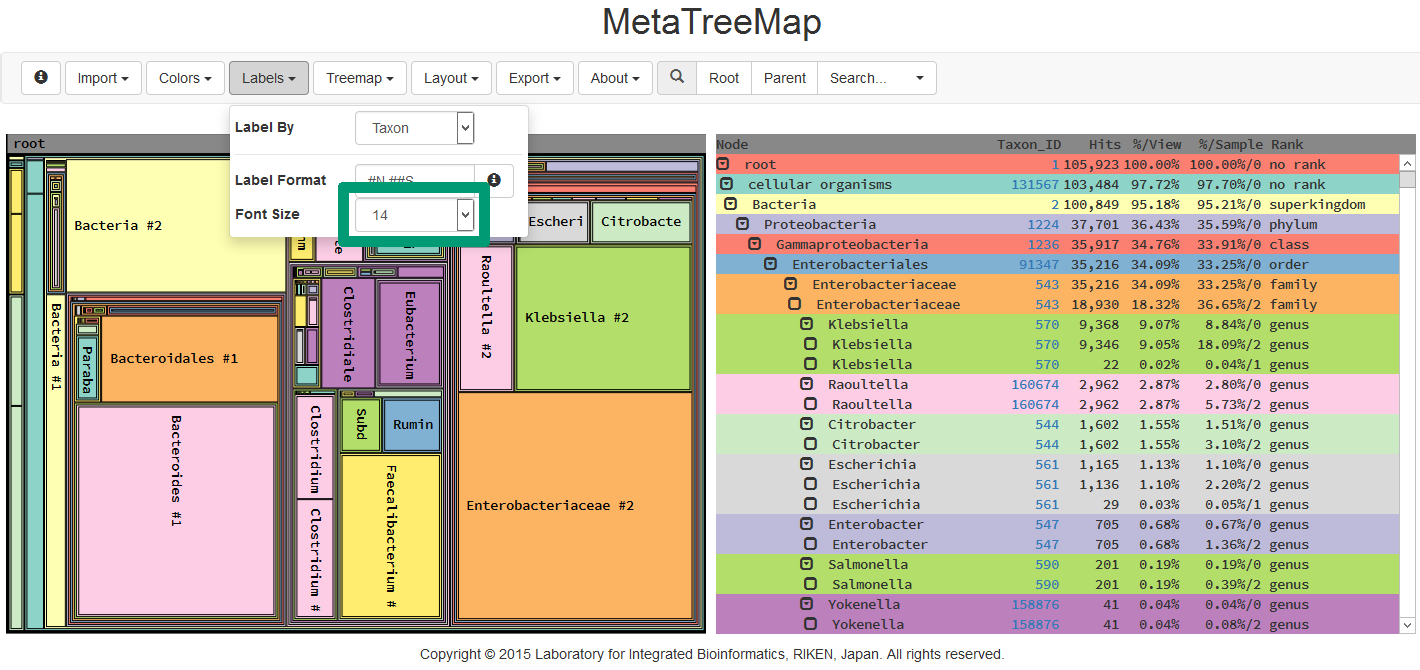 MetaTreeMap
Import Colors Labels Treemap Layout Export About Root Parent Search...
Label By Taxon
Label Format #N ##S
Font Size 14
root
Bacteria #2
Bacteria #1
Bacteroidales #1
Paraba
Bacteroides #1
Clostridiale
Eubacterium
Clostridium
Clostridium #
Subd
Rumin
Faecalibacterium #
Escheri
Citrobacte
Raoultella #2
Klebsiella #2
Enterobacteriaceae #2
Node Taxon_ID Hits %/View %/Sample Rank
root 1 105,923 100.00% 100.00%/0 no rank
cellular organisms 131567 103,484 97.72% 97.70%/0 no rank
Bacteria 2 100,849 95.18% 95.21%/0 superkingdom
Proteobacteria 1224 37,701 36.43% 35.59%/0 phylum
Gammaproteobacteria 1236 35,917 34.76% 33.91%/0 class
Enterobacteriales 91347 35,216 34.09% 33.25%/0 order
Enterobacteriaceae 543 35,216 34.09% 33.25%/0 family
Enterobacteriaceae 543 18,930 18.32% 36.65%/2 family
Klebsiella 570 9,368 9.07% 8.84%/0 genus
Klebsiella 570 9,346 9.05% 18.09%/2 genus
Klebsiella 570 22 0.02% 0.04%/1 genus
Raoultella 160674 2,962 2.87% 2.80%/0 genus
Raoultella 160674 2,962 2.87% 5.73%/2 genus
Citrobacter 544 1,602 1.55% 1.51%/0 genus
Citrobacter 544 1,602 1.55% 3.10%/2 genus
Escherichia 561 1,165 1.13% 1.10%/0 genus
Escherichia 561 1,136 1.10% 2.20%/2 genus
Escherichia 561 29 0.03% 0.05%/1 genus
Enterobacter 547 705 0.68% 0.67%/0 genus
Enterobacter 547 705 0.68% 1.36%/2 genus
Salmonella 590 201 0.19% 0.19%/0 genus
Salmonella 590 201 0.19% 0.39%/2 genus
Yokenella 158876 41 0.04% 0.04%/0 genus
Yokenella 158876 41 0.04% 0.08%/2 genus
Copyright © 2015 Laboratory for Integrated Bioinformatics, RIKEN, Japan. All rights reserved.